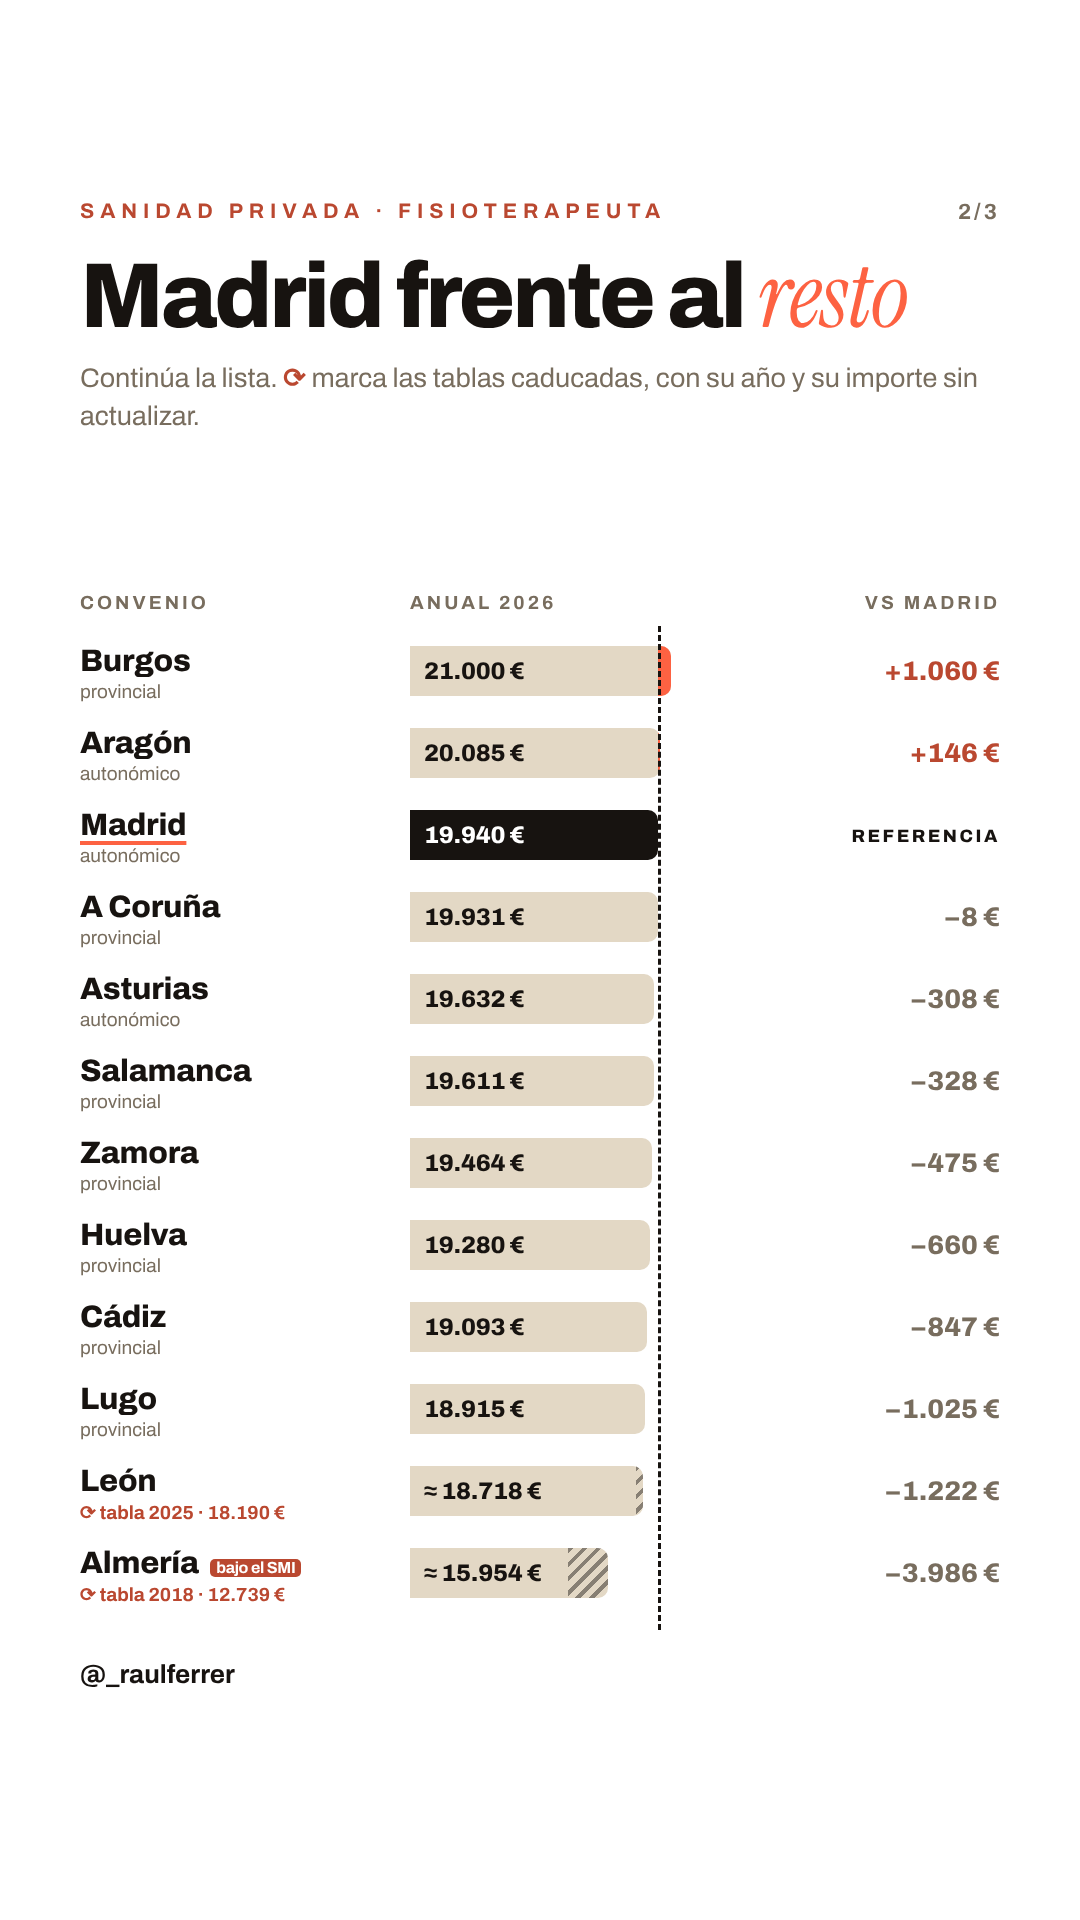 SANIDAD PRIVADA · FISIOTERAPEUTA 2/3
Madrid frente al resto
Continúa la lista. ⟳ marca las tablas caducadas, con su año y su importe sin
actualizar.
CONVENIO ANUAL 2026 VS MADRID
Burgos 21.000 € +1.060 €
provincial
Aragón 20.085 € +146 €
autonómico
Madrid 19.940 € REFERENCIA
autonómico
A Coruña 19.931 € −8 €
provincial
Asturias 19.632 € −308 €
autonómico
Salamanca 19.611 € −328 €
provincial
Zamora 19.464 € −475 €
provincial
Huelva 19.280 € −660 €
provincial
Cádiz 19.093 € −847 €
provincial
Lugo 18.915 € −1.025 €
provincial
León ≈ 18.718 € −1.222 €
⟳ tabla 2025 · 18.190 €
Almería bajo el SMI ≈ 15.954 € −3.986 €
⟳ tabla 2018 · 12.739 €
@_raulferrer